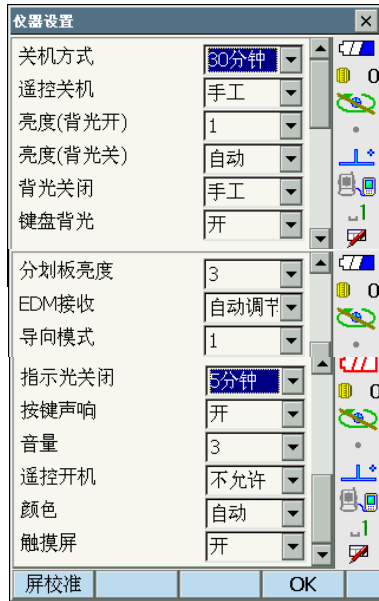 仪器设置
关机方式 30分钟
遥控关机 手工
0
亮度(背光开) 1
亮度(背光关) 自动
背光关闭 手工
键盘背光 开
1
分划板亮度 3
EDM接收 自动调节
0
导向模式 1
指示光关闭 5分钟
0
按键声响 开
音量 3
遥控开机 不允许
颜色 自动
1
触摸屏 开
屏校准 OK